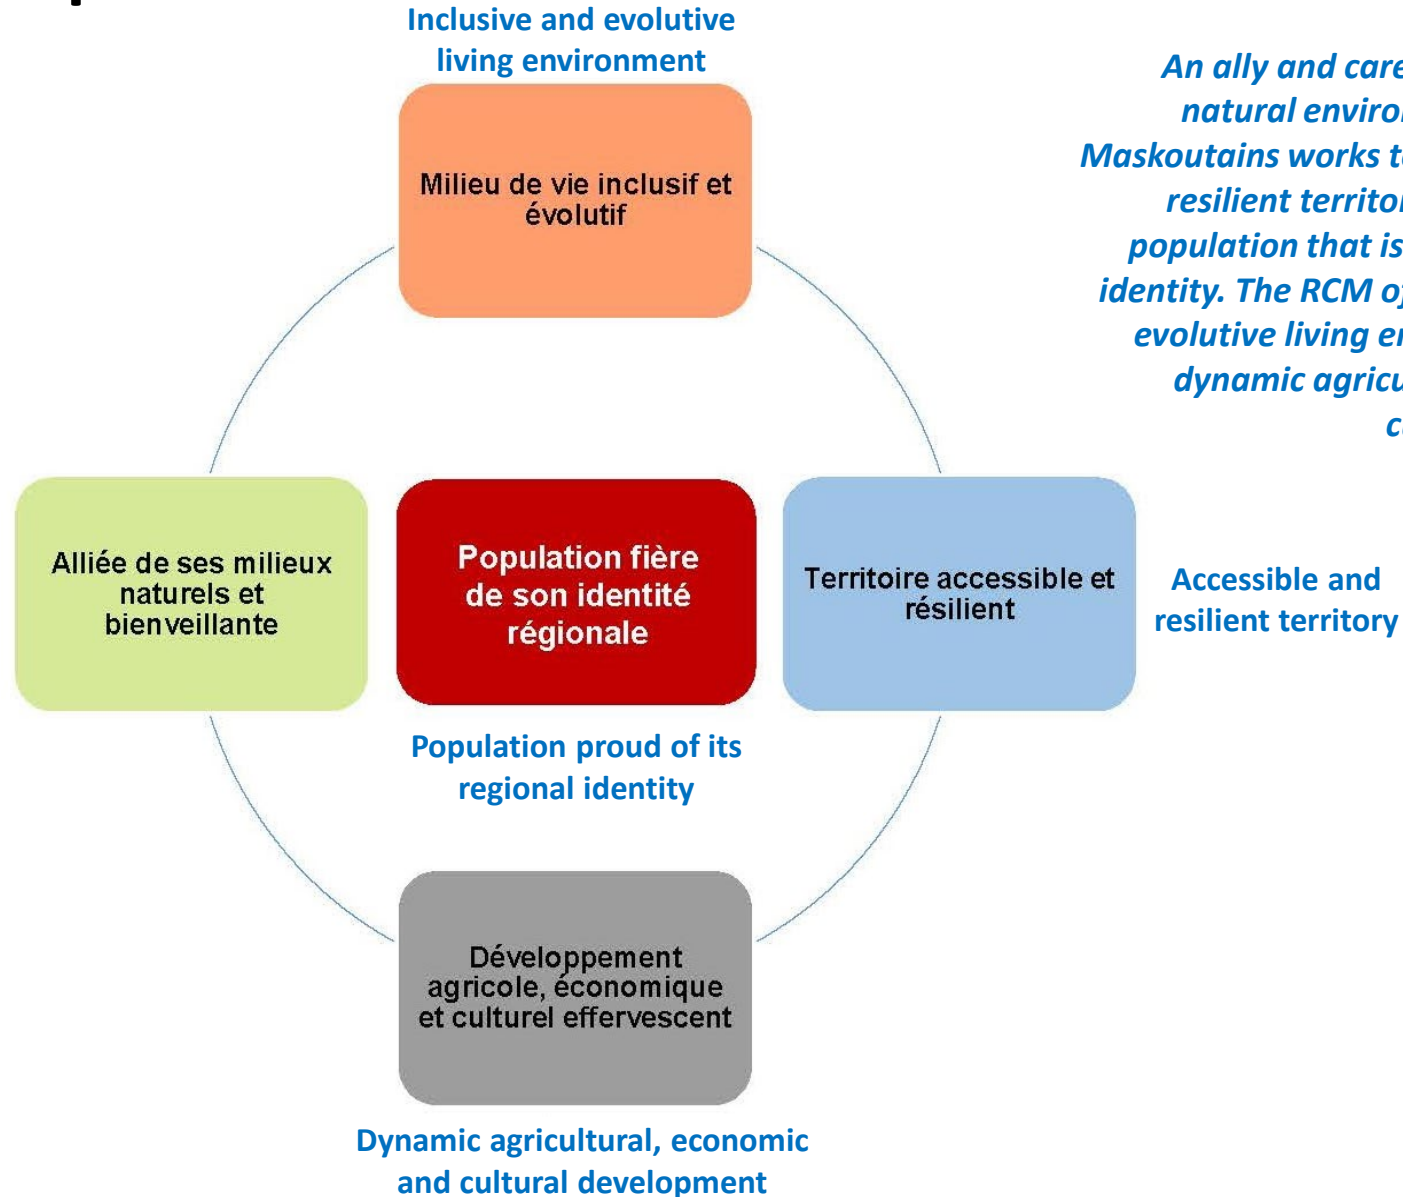 Inclusive and evolutive
living environment
Milieu de vie inclusif et
évolutif
An ally and care
natural
Maskoutains works
resilient
population that is
identity. The RCM
evolutive living
dynamic
Alliée de ses milieux
naturels et
bienveillante
Population fière
de son identité
régionale
Territoire accessible et
résilient
Accessible and
resilient territory
Population proud of its
regional identity
Développement
agricole, économique
et culturel effervescent
Dynamic agricultural, economic
and cultural development